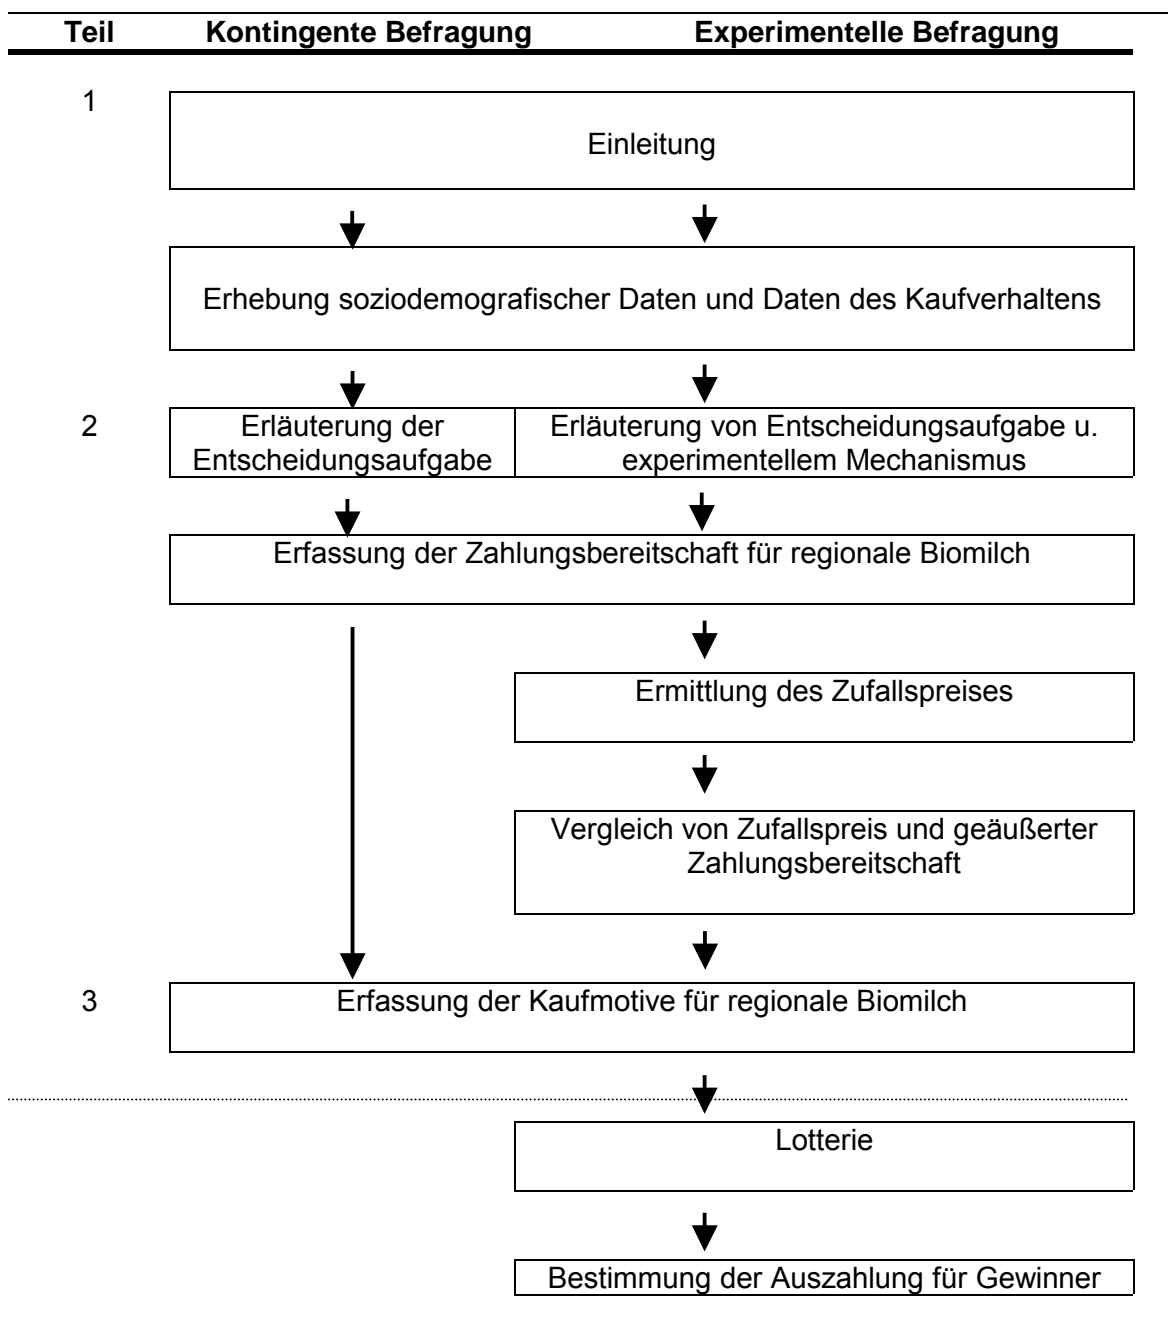 Teil Kontingente Befragung Experimentelle Befragung
1
Einleitung
Erhebung soziodemografischer Daten und Daten des Kaufverhaltens
2
Erläuterung der
Entscheidungsaufgabe
Erläuterung von Entscheidungsaufgabe u.
experimentellem Mechanismus
Erfassung der Zahlungsbereitschaft für regionale Biomilch
Ermittlung des Zufallspreises
Vergleich von Zufallspreis und geäußerter
Zahlungsbereitschaft
3
Erfassung der Kaufmotive für regionale Biomilch
Lotterie
Bestimmung der Auszahlung für Gewinner